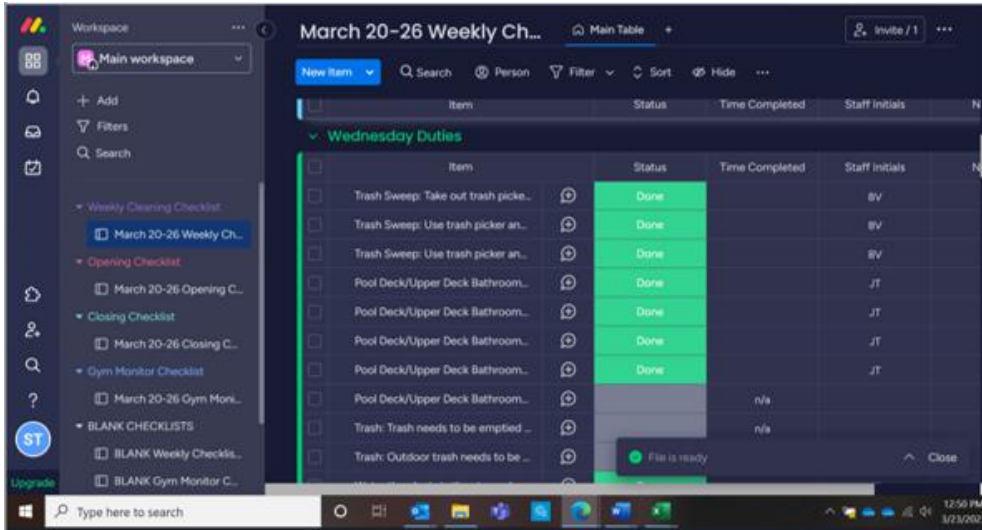 Workspace
Main workspace
Add
Filters
Search
Weekly Cleaning Checklist
March 20-26 Weekly Ch...
Opening Checklist
March 20-26 Opening C...
Closing Checklist
March 20-26 Closing C...
Gym Monitor Checklist
March 20-26 Gym Moni...
BLANK CHECKLISTS
BLANK Weekly Checklis...
BLANK Gym Monitor C...
ST
Upgrade
March 20-26 Weekly Ch...
Main Table
Invite / 1
New Item
Search
Person
Filter
Sort
Hide
Item Status Time Completed Staff Initials N
Wednesday Duties
Item Status Time Completed Staff Initials N
Trash Sweep: Take out trash picke... Done BV
Trash Sweep: Use trash picker an... Done BV
Trash Sweep: Use trash picker an... Done BV
Pool Deck/Upper Deck Bathroom... Done JT
Pool Deck/Upper Deck Bathroom... Done JT
Pool Deck/Upper Deck Bathroom... Done JT
Pool Deck/Upper Deck Bathroom... Done JT
Pool Deck/Upper Deck Bathroom... n/a
Trash: Trash needs to be emptied ... n/a
Trash: Outdoor trash needs to be ...
File is ready
Close
Type here to search
12:50 PM
3/23/202